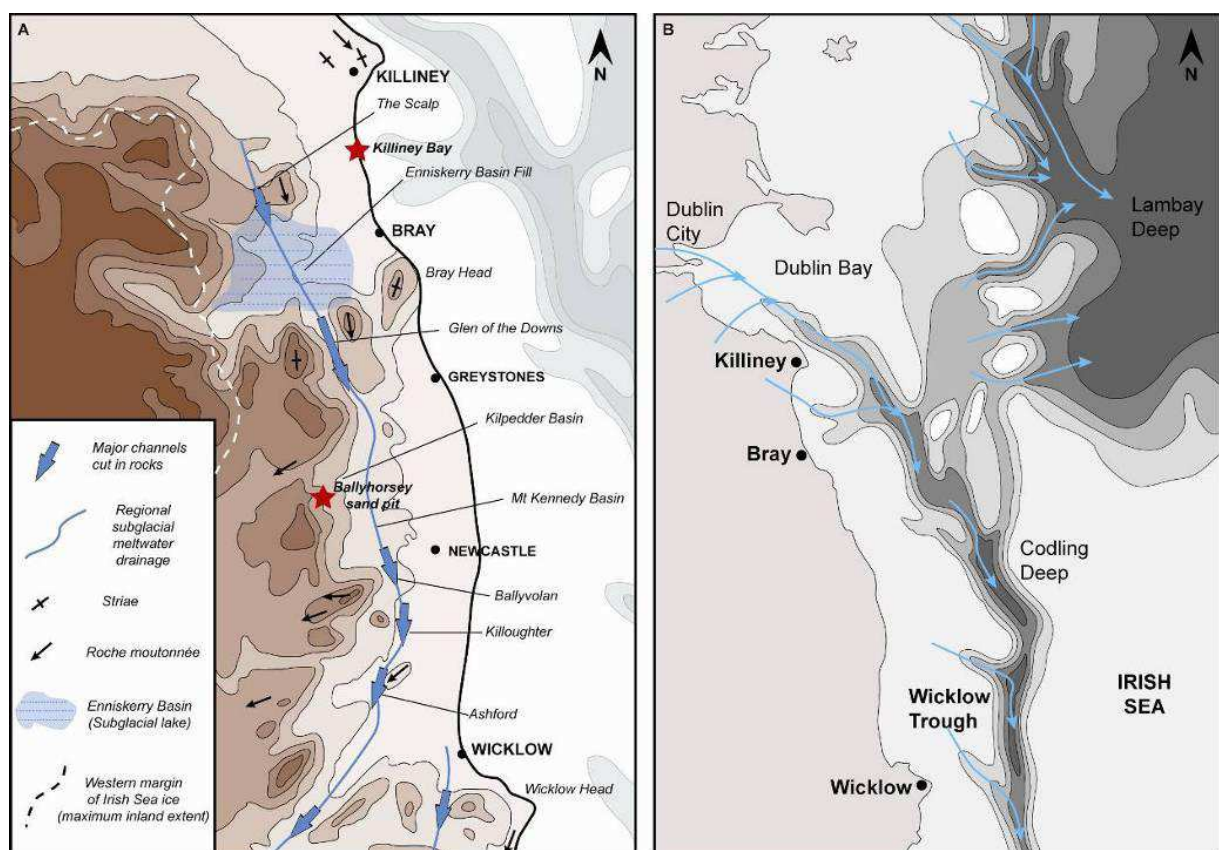 A
N
KILLINEY
The Scalp
Killiney Bay
Enniskerry Basin Fill
BRAY
Bray Head
Glen of the Downs
GREYSTONES
Kilpedder Basin
Ballyhorsey
sand pit
Mt Kennedy Basin
NEWCASTLE
Ballyvolan
Killoughter
Ashford
WICKLOW
Wicklow Head
Major channels
cut in rocks
Regional
subglacial
meltwater
drainage
Striae
Roche moutonnée
Enniskerry Basin
(Subglacial lake)
Western margin
of Irish Sea ice
(maximum inland extent)
B
N
Dublin
City
Dublin Bay
Lambay
Deep
Killiney
Bray
Codling
Deep
Wicklow
Trough
IRISH
SEA
Wicklow